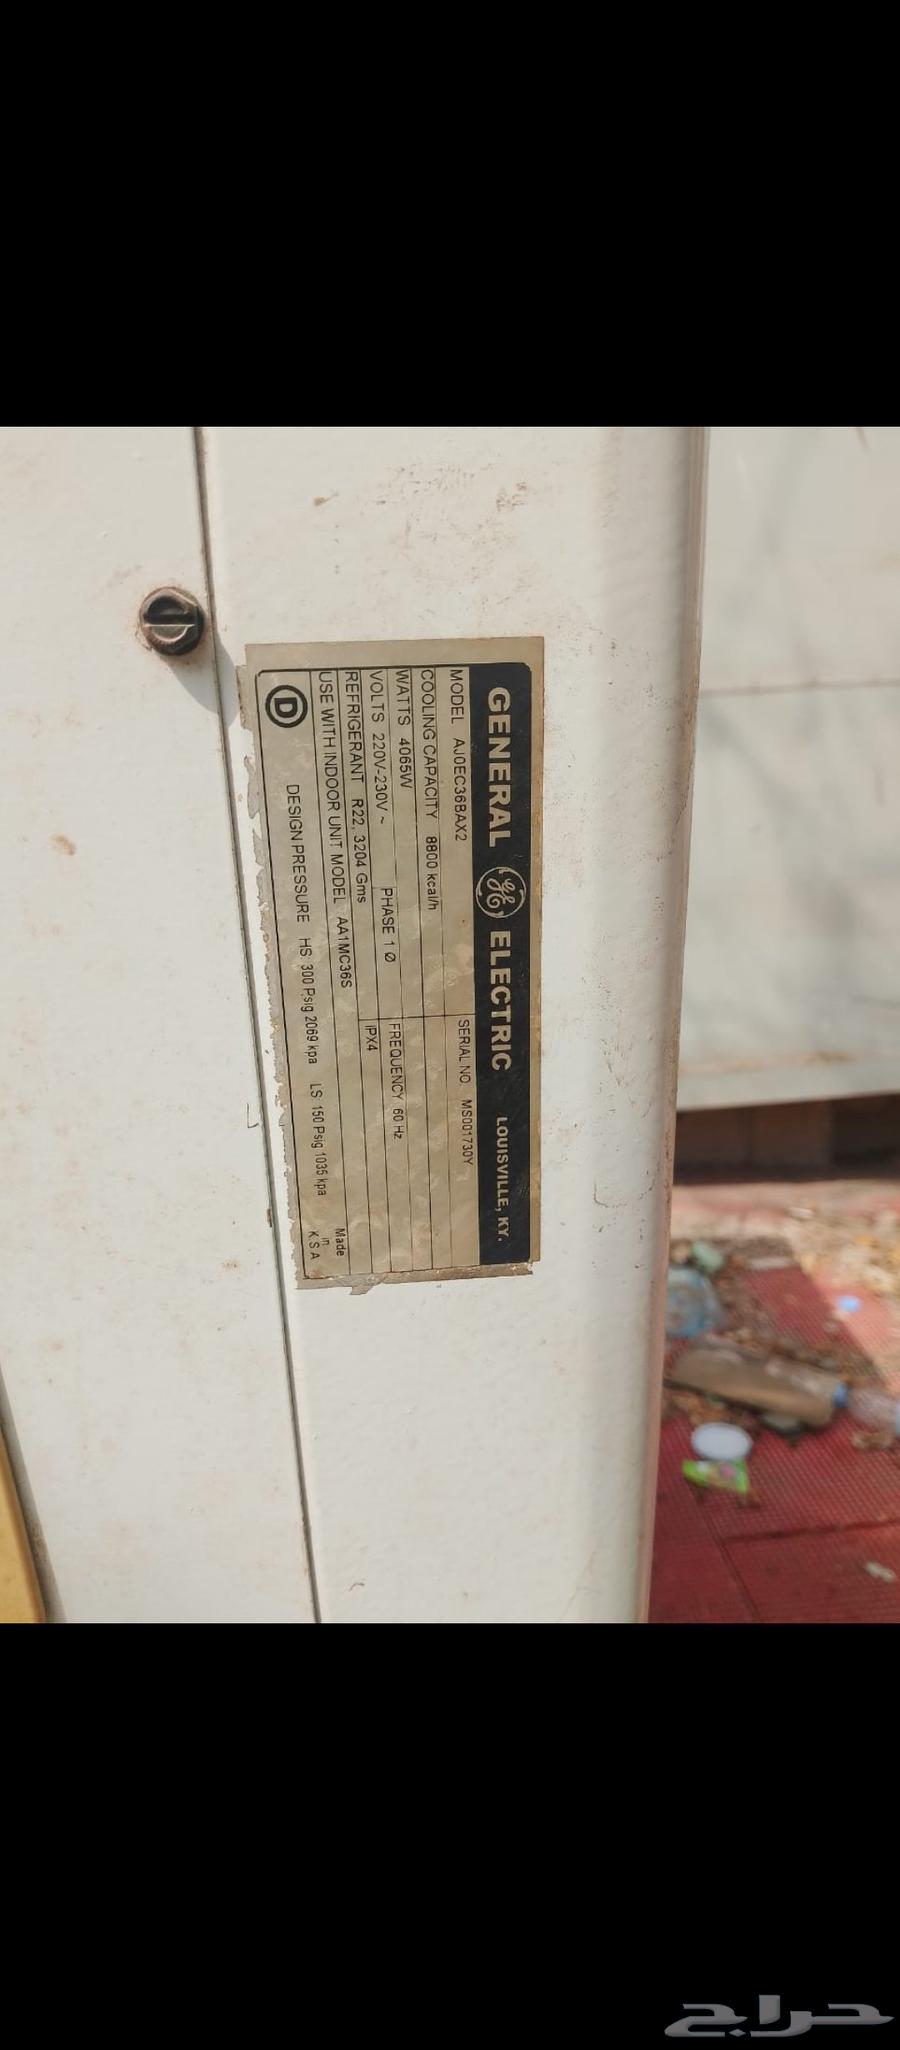 GENERAL GE ELECTRIC LOUISVILLE, KY.
MODEL AJ0EC36BAX2 SERIAL NO. MS001730Y
COOLING CAPACITY 8800 kcal/h
WATTS 4065W
VOLTS 220V-230V ~ PHASE 1 Ø FREQUENCY 60 Hz
REFRIGERANT R22, 3204 Gms IPX4
USE WITH INDOOR UNIT MODEL AA1MC36S
D DESIGN PRESSURE HS: 300 Psig 2069 kpa LS: 150 Psig 1035 kpa
Made
in
K.S.A
حراج